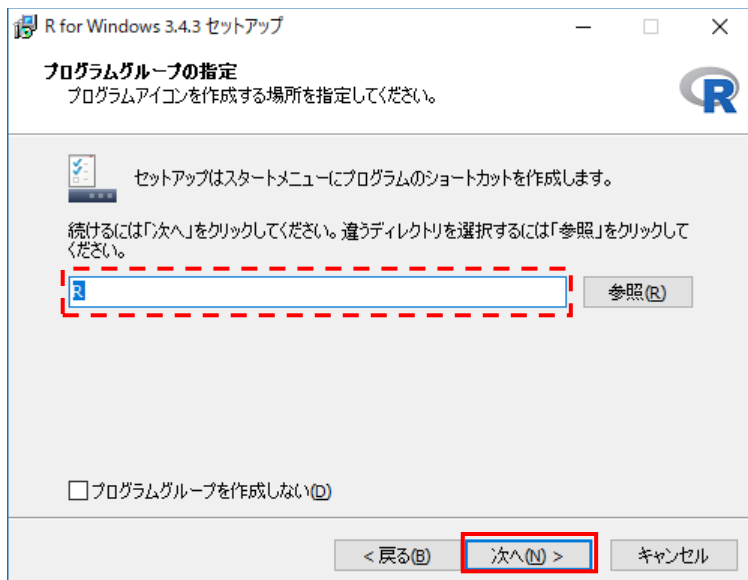 R for Windows 3.4.3 セットアップ
プログラムグループの指定
プログラムアイコンを作成する場所を指定してください。
R
セットアップはスタートメニューにプログラムのショートカットを作成します。
続けるには「次へ」をクリックしてください。違うディレクトリを選択するには「参照」をクリックして
ください。
R
参照(R)
プログラムグループを作成しない(D)
< 戻る(B)
次へ(N) >
キャンセル